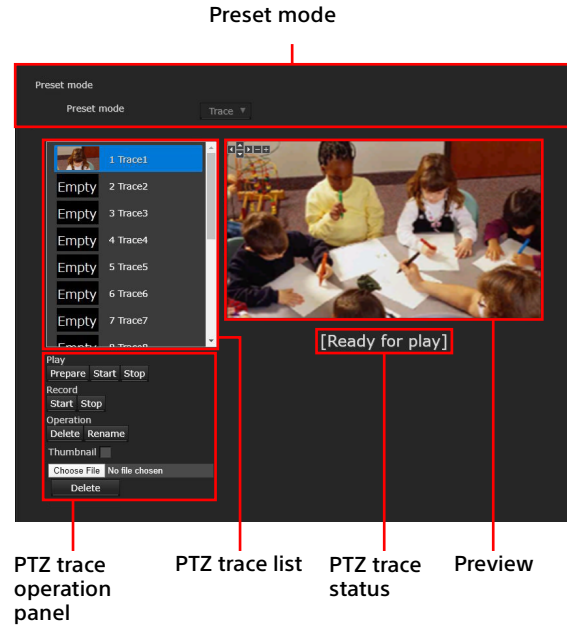 Preset mode
Preset mode
Preset mode
Trace ▼
1 Trace1
Empty 2 Trace2
Empty 3 Trace3
Empty 4 Trace4
Empty 5 Trace5
Empty 6 Trace6
Empty 7 Trace7
Empty 8 Trace8
[Ready for play]
Play
Prepare Start Stop
Record
Start Stop
Operation
Delete Rename
Thumbnail
Choose File No file chosen
Delete
PTZ trace
operation
panel
PTZ trace list
PTZ trace
status
Preview